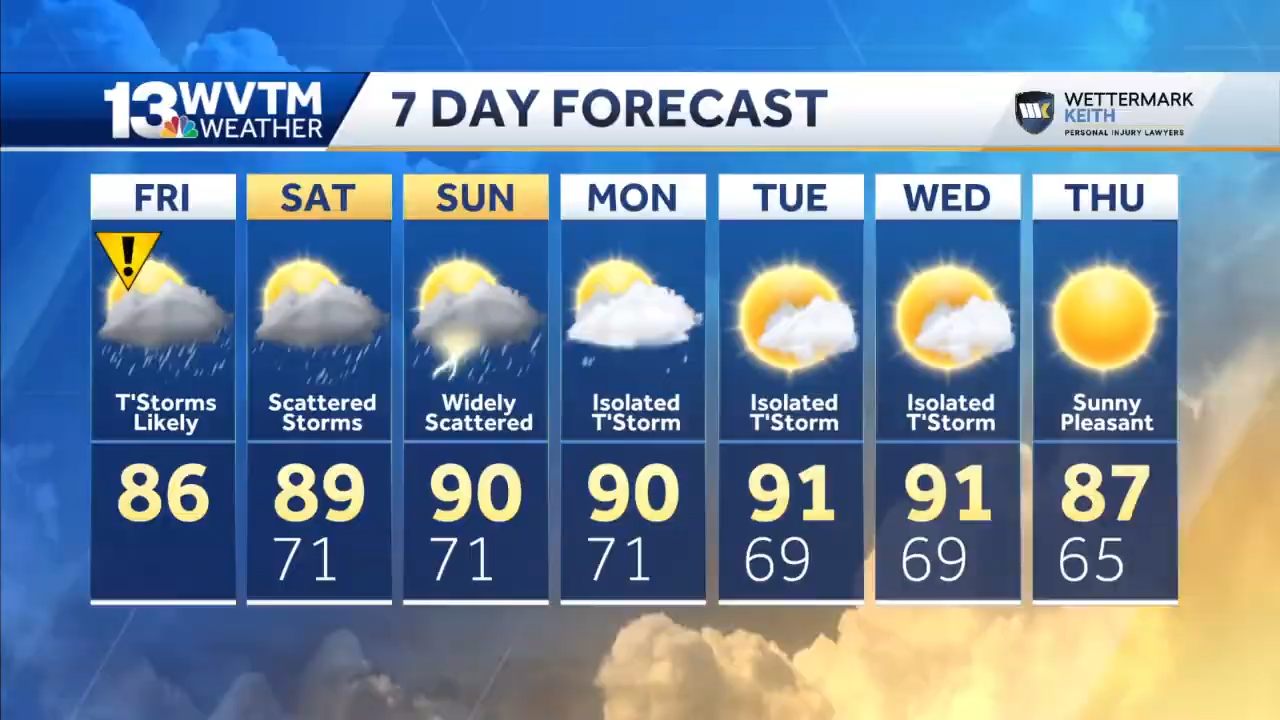 13 WVTM
WEATHER
7 DAY FORECAST
WETTERMARK
KEITH
PERSONAL INJURY LAWYERS
FRI
SAT
SUN
MON
TUE
WED
THU
!
T'Storms
Likely
Scattered
Storms
Widely
Scattered
Isolated
T'Storm
Isolated
T'Storm
Isolated
T'Storm
Sunny
Pleasant
86
89
90
90
91
91
87
71
71
71
69
69
65